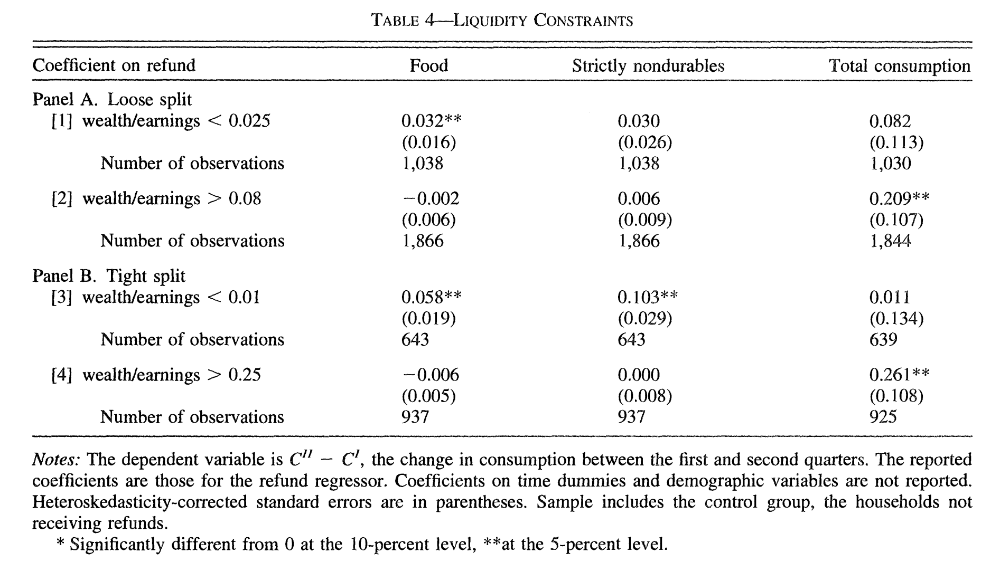 TABLE 4—LIQUIDITY CONSTRAINTS
Coefficient on refund Food Strictly nondurables Total consumption
Panel A. Loose split
[1] wealth/earnings < 0.025 0.032** 0.030 0.082
(0.016) (0.026) (0.113)
Number of observations 1,038 1,038 1,030
[2] wealth/earnings > 0.08 −0.002 0.006 0.209**
(0.006) (0.009) (0.107)
Number of observations 1,866 1,866 1,844
Panel B. Tight split
[3] wealth/earnings < 0.01 0.058** 0.103** 0.011
(0.019) (0.029) (0.134)
Number of observations 643 643 639
[4] wealth/earnings > 0.25 −0.006 0.000 0.261**
(0.005) (0.008) (0.108)
Number of observations 937 937 925
Notes: The dependent variable is C^II − C^I, the change in consumption between the first and second quarters. The reported
coefficients are those for the refund regressor. Coefficients on time dummies and demographic variables are not reported.
Heteroskedasticity-corrected standard errors are in parentheses. Sample includes the control group, the households not
receiving refunds.
* Significantly different from 0 at the 10-percent level, **at the 5-percent level.